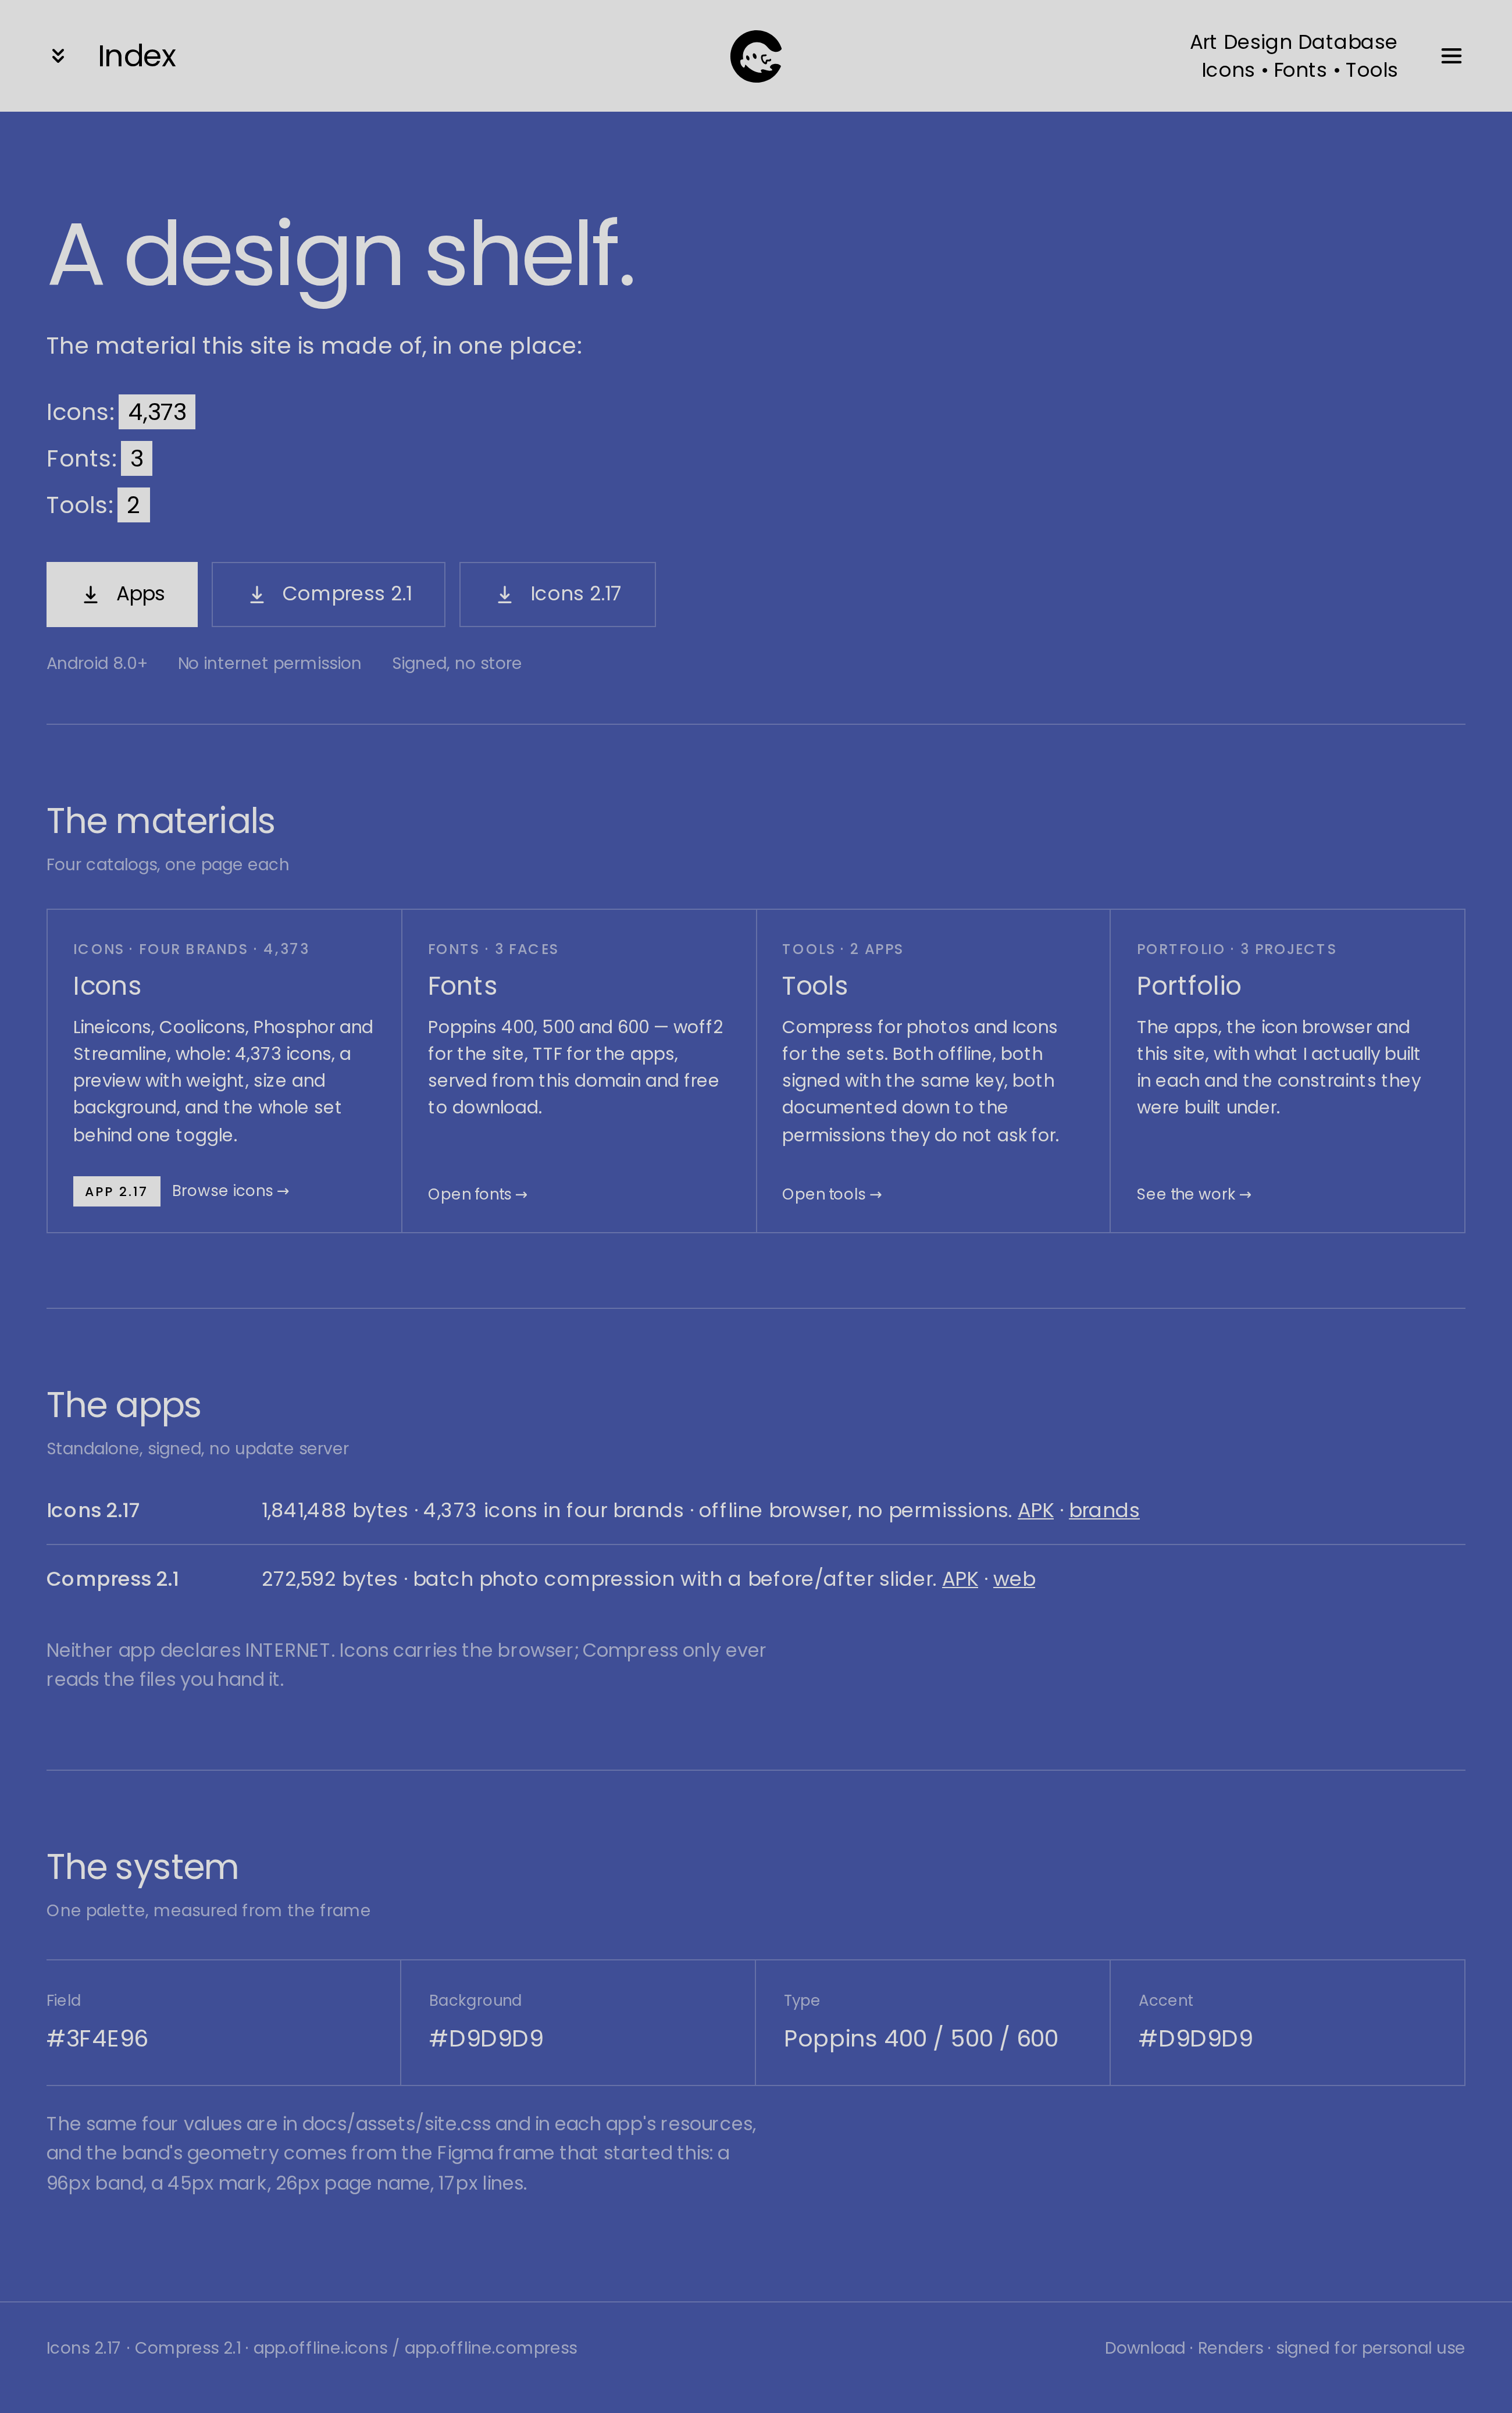 Index
Art Design Database
Icons • Fonts • Tools
A design shelf.
The material this site is made of, in one place:
Icons: 4,373
Fonts: 3
Tools: 2
Apps
Compress 2.1
Icons 2.17
Android 8.0+
No internet permission
Signed, no store
The materials
Four catalogs, one page each
ICONS · FOUR BRANDS · 4,373
Icons
Lineicons, Coolicons, Phosphor and
Streamline, whole: 4,373 icons, a
preview with weight, size and
background, and the whole set
behind one toggle.
APP 2.17 Browse icons →
FONTS · 3 FACES
Fonts
Poppins 400, 500 and 600 — woff2
for the site, TTF for the apps,
served from this domain and free
to download.
Open fonts →
TOOLS · 2 APPS
Tools
Compress for photos and Icons
for the sets. Both offline, both
signed with the same key, both
documented down to the
permissions they do not ask for.
Open tools →
PORTFOLIO · 3 PROJECTS
Portfolio
The apps, the icon browser and
this site, with what I actually built
in each and the constraints they
were built under.
See the work →
The apps
Standalone, signed, no update server
Icons 2.17
1,841,488 bytes · 4,373 icons in four brands · offline browser, no permissions. APK · brands
Compress 2.1
272,592 bytes · batch photo compression with a before/after slider. APK · web
Neither app declares INTERNET. Icons carries the browser; Compress only ever
reads the files you hand it.
The system
One palette, measured from the frame
Field
#3F4E96
Background
#D9D9D9
Type
Poppins 400 / 500 / 600
Accent
#D9D9D9
The same four values are in docs/assets/site.css and in each app's resources,
and the band's geometry comes from the Figma frame that started this: a
96px band, a 45px mark, 26px page name, 17px lines.
Icons 2.17 · Compress 2.1 · app.offline.icons / app.offline.compress
Download · Renders · signed for personal use